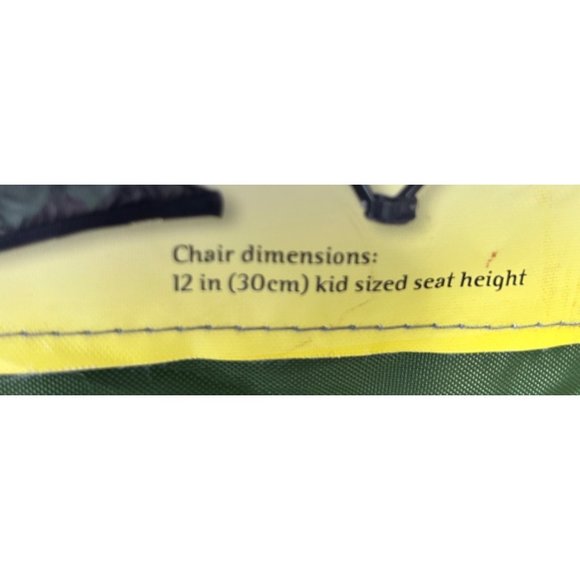 Chair dimensions:
12 in (30cm) kid sized seat height